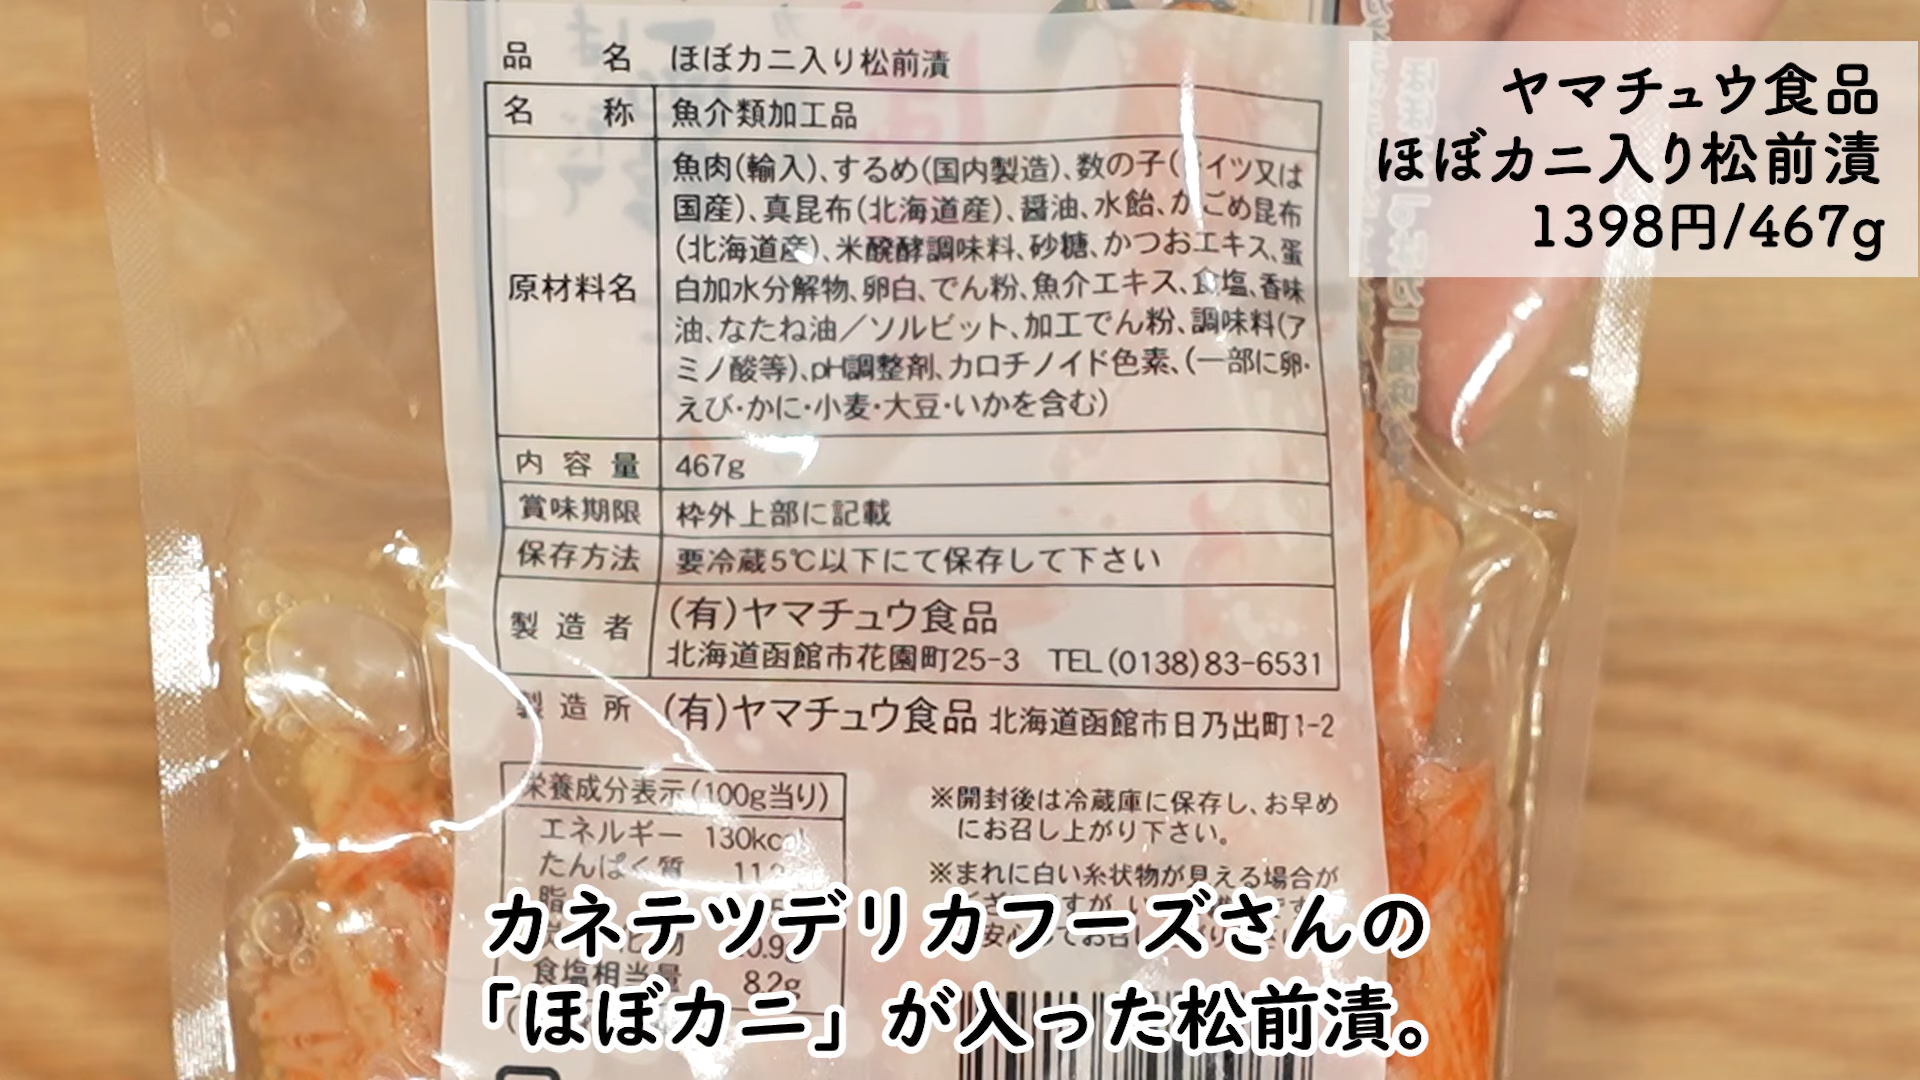 品名 ほぼカニ入り松前漬
名称 魚介類加工品
原材料名
魚肉(輸入)、するめ(国内製造)、数の子(ドイツ又は
国産)、真昆布(北海道産)、醤油、水飴、かごめ昆布
(北海道産)、米醗酵調味料、砂糖、かつおエキス、蛋
白加水分解物、卵白、でん粉、魚介エキス、食塩、香味
油、なたね油／ソルビット、加工でん粉、調味料(ア
ミノ酸等)、pH調整剤、カロチノイド色素、(一部に卵・
えび・かに・小麦・大豆・いかを含む)
内容量 467g
賞味期限 枠外上部に記載
保存方法 要冷蔵5℃以下にて保存して下さい
製造者 (有)ヤマチュウ食品
北海道函館市花園町25-3 TEL(0138)83-6531
製造所 (有)ヤマチュウ食品 北海道函館市日乃出町1-2
栄養成分表示(100g当り)
エネルギー 130kcal
たんぱく質
食塩相当量 8.2g
※開封後は冷蔵庫に保存し、お早め
にお召し上がり下さい。
※まれに白い糸状物が見える場合が
ヤマチュウ食品
ほぼカニ入り松前漬
1398円/467g
カネテツデリカフーズさんの
「ほぼカニ」が入った松前漬。